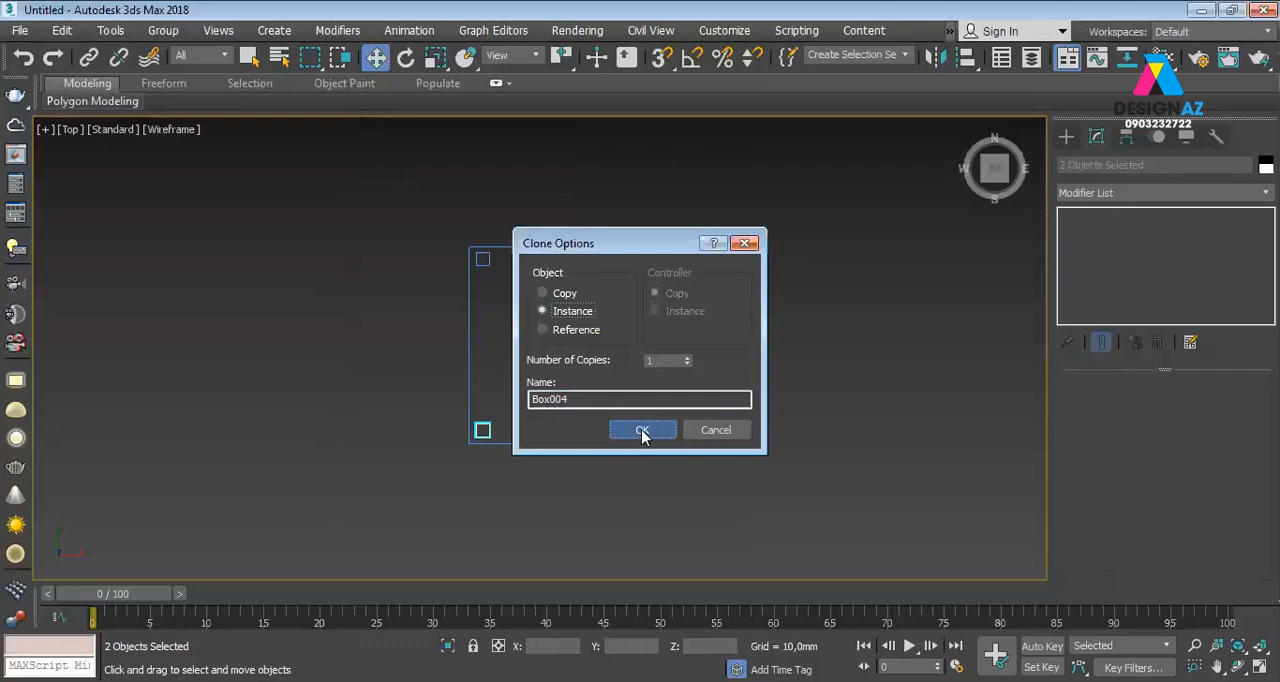 Untitled - Autodesk 3ds Max 2018
File Edit Tools Group Views Create Modifiers Animation Graph Editors Rendering Civil View Customize Scripting Content Sign In Workspaces: Default
All View Create Selection Se
Modeling Freeform Selection Object Paint Populate
Polygon Modeling
DESIGNAZ
0903232722
[+] [Top] [Standard] [Wireframe]
N
W TOP E
S
2 Objects Selected
Modifier List
Clone Options
Object Controller
Copy Copy
Instance Instance
Reference
Number of Copies: 1
Name:
Box004
OK Cancel
0 / 100
0 5 10 15 20 25 30 35 40 45 50 55 60 65 70 75 80 85 90 95 100
2 Objects Selected X: Y: Z: Grid = 10,0mm Auto Key Selected
MAXScript Mi Click and drag to select and move objects Add Time Tag 0 Set Key Key Filters...